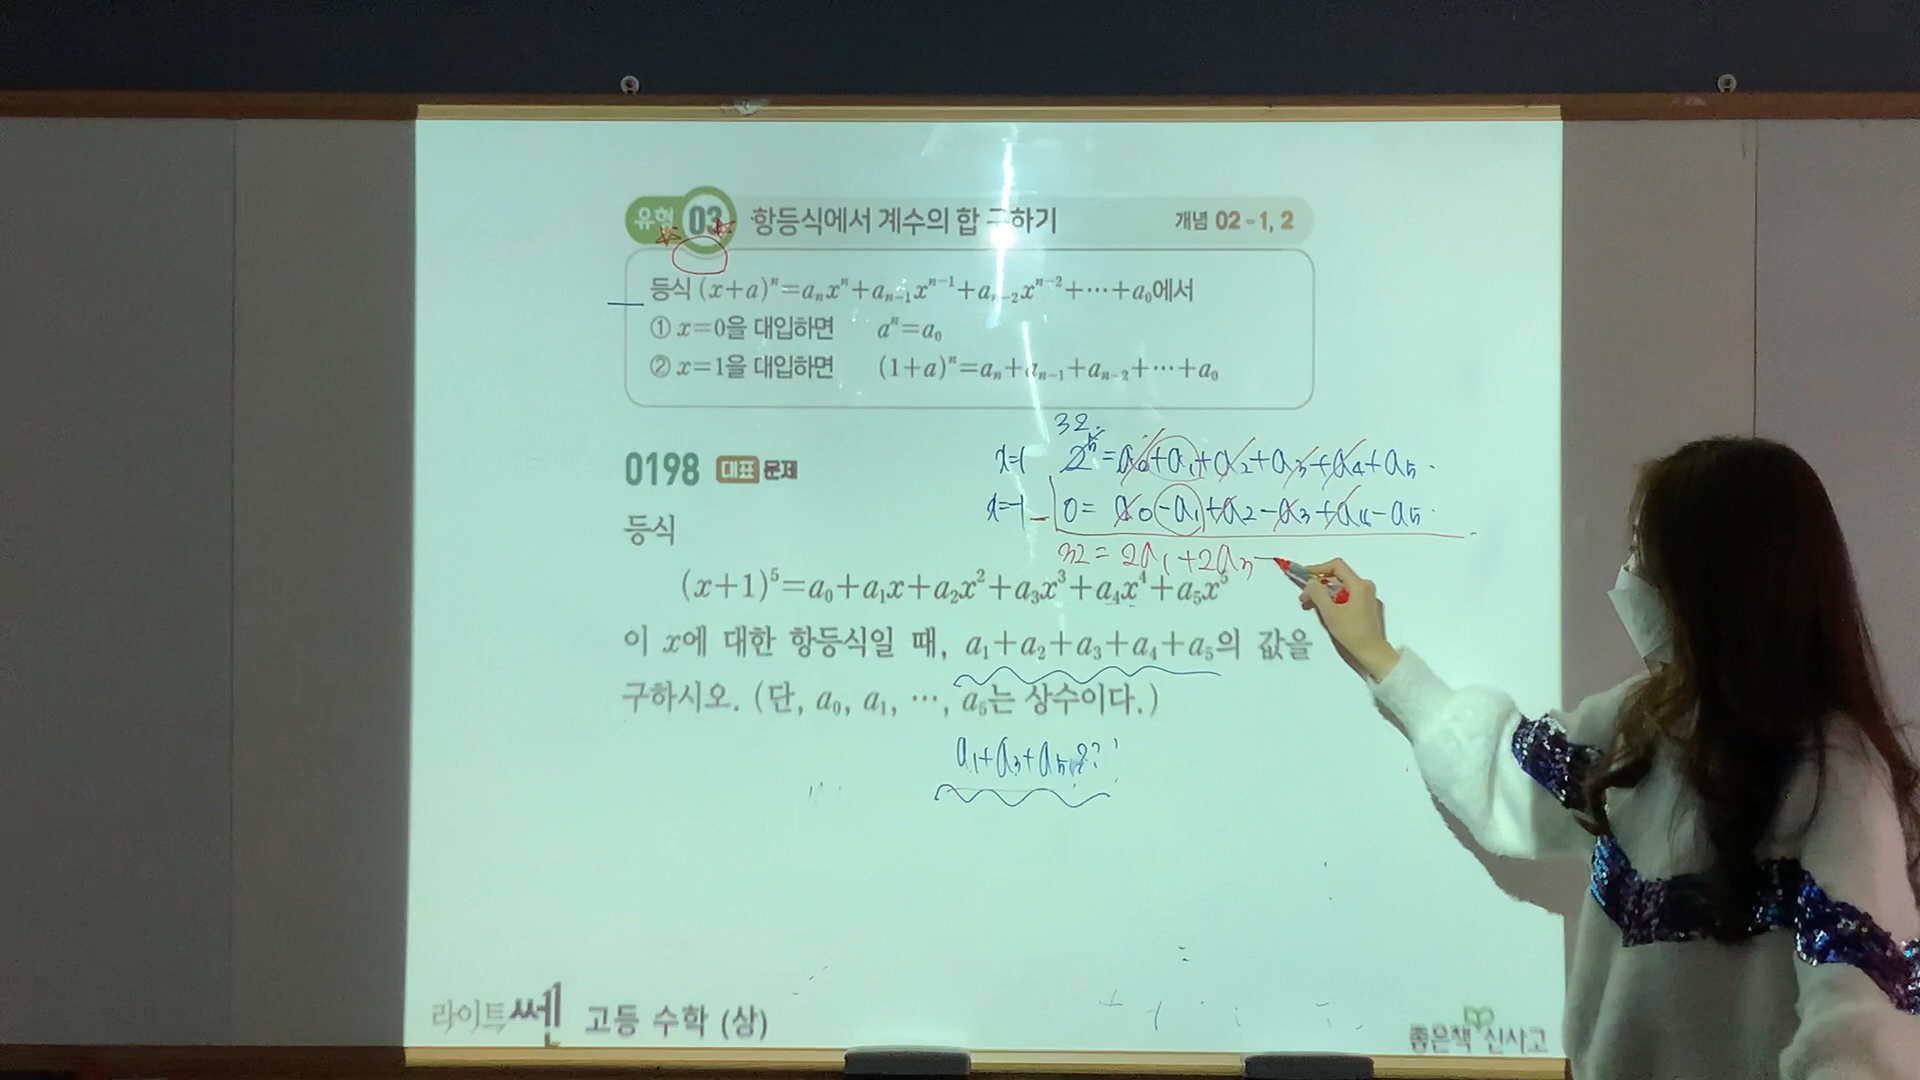 유형 03 항등식에서 계수의 합 구하기 개념 02-1, 2
등식 (x+a)ⁿ=aₙxⁿ+aₙ₋₁xⁿ⁻¹+aₙ₋₂xⁿ⁻²+⋯+a₀에서
① x=0을 대입하면 aⁿ=a₀
② x=1을 대입하면 (1+a)ⁿ=aₙ+aₙ₋₁+aₙ₋₂+⋯+a₀
32
x=1 2⁵=a₀+a₁+a₂+a₃+a₄+a₅
x=-1 0=a₀-a₁+a₂-a₃+a₄-a₅
32=2a₁+2a₃
0198 대표 문제
등식
(x+1)⁵=a₀+a₁x+a₂x²+a₃x³+a₄x⁴+a₅x⁵
이 x에 대한 항등식일 때, a₁+a₂+a₃+a₄+a₅의 값을
구하시오. (단, a₀, a₁, ⋯, a₅는 상수이다.)
a₁+a₃+a₅??
라이트쎈 고등 수학 (상)
좋은책 신사고